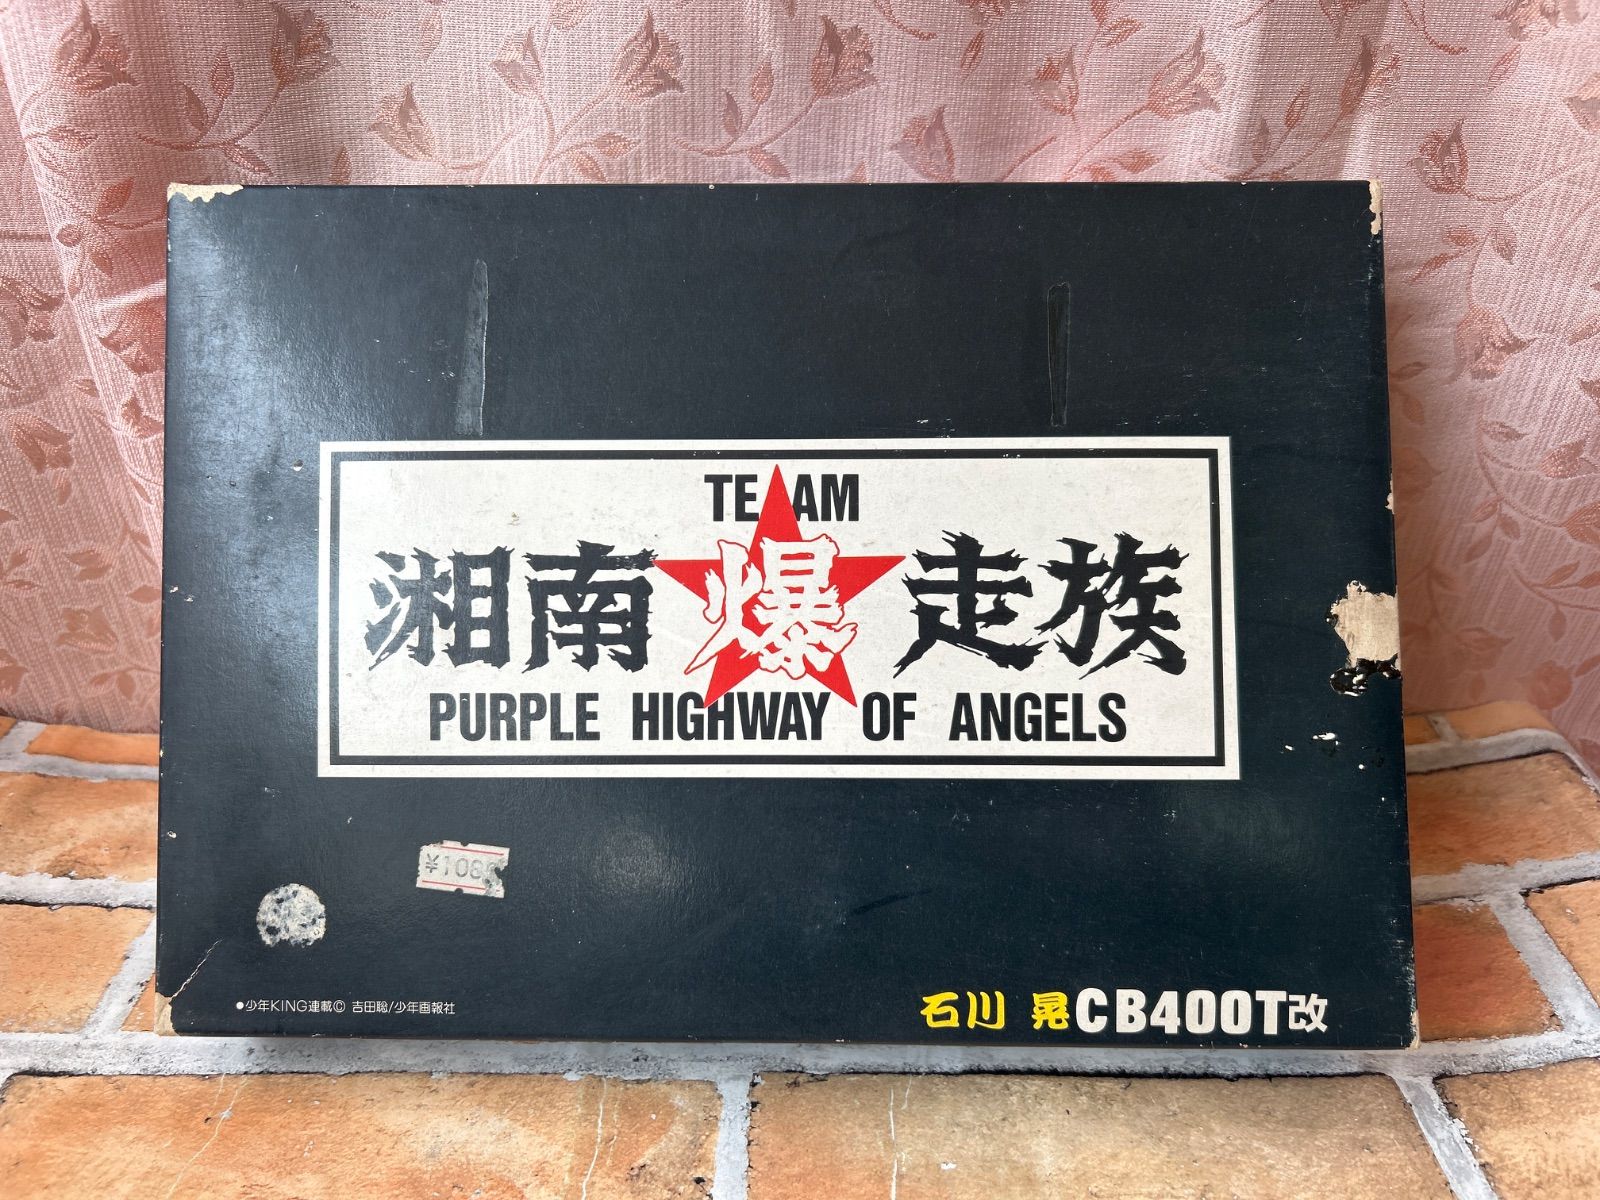 TEAM
湘南爆走族
PURPLE HIGHWAY OF ANGELS
¥108
●少年KING連載© 吉田聡/少年画報社
石川 晃CB400T改